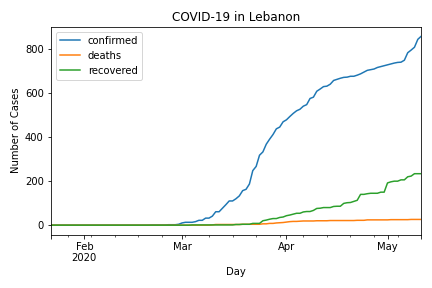 COVID-19 in Lebanon
confirmed
deaths
recovered
Number of Cases
800
600
400
200
0
Feb
2020
Mar
Apr
May
Day